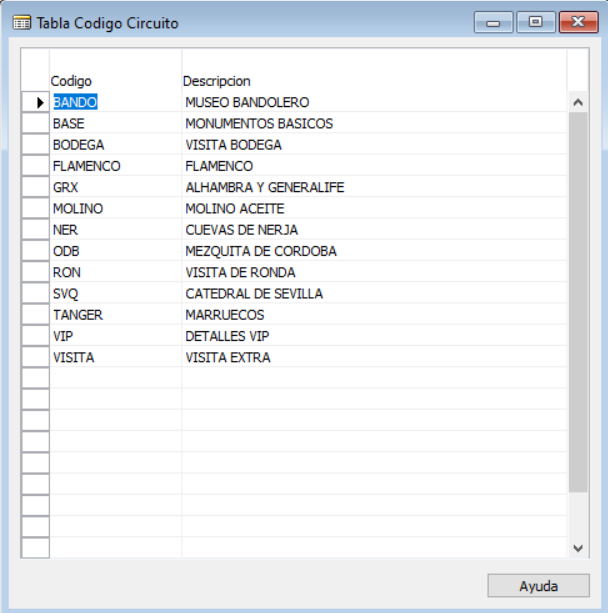 Tabla Codigo Circuito
Codigo Descripcion
BANDO MUSEO BANDOLERO
BASE MONUMENTOS BASICOS
BODEGA VISITA BODEGA
FLAMENCO FLAMENCO
GRX ALHAMBRA Y GENERALIFE
MOLINO MOLINO ACEITE
NER CUEVAS DE NERJA
ODB MEZQUITA DE CORDOBA
RON VISITA DE RONDA
SVQ CATEDRAL DE SEVILLA
TANGER MARRUECOS
VIP DETALLES VIP
VISITA VISITA EXTRA
Ayuda